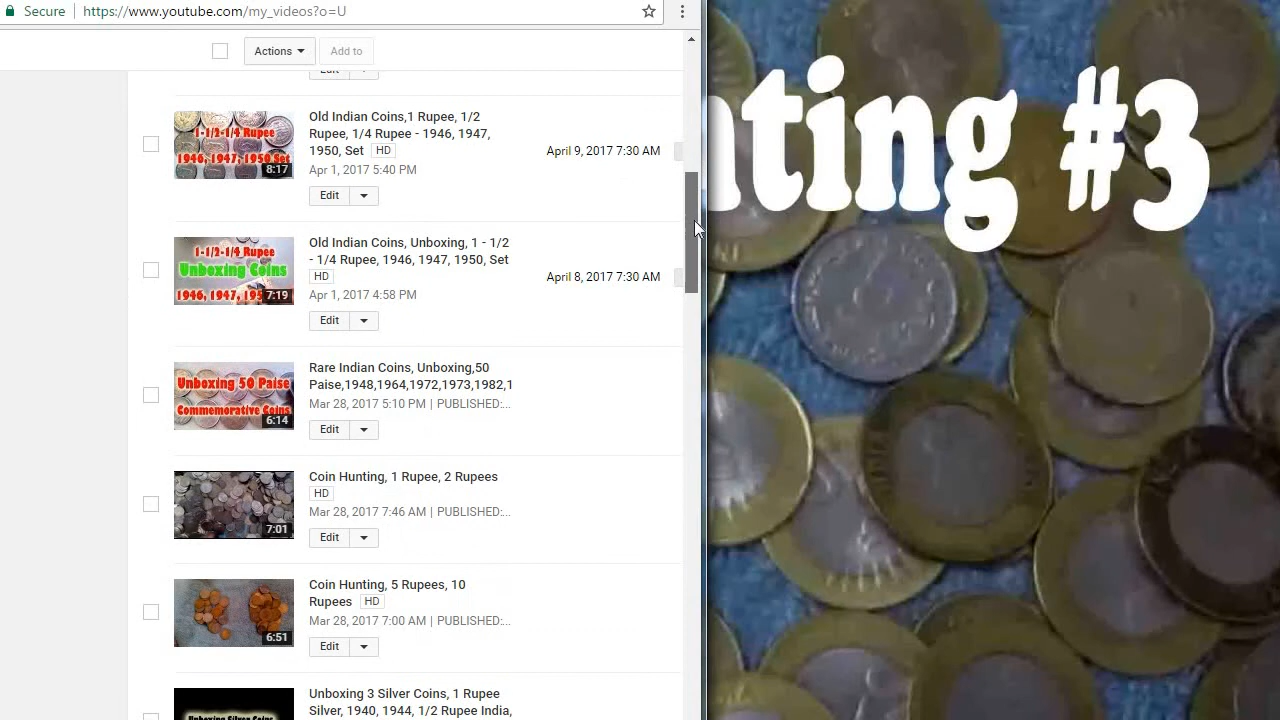 Secure https://www.youtube.com/my_videos?o=U
Actions Add to
Edit
Old Indian Coins,1 Rupee, 1/2
Rupee, 1/4 Rupee - 1946, 1947,
1950, Set HD
Apr 1, 2017 5:40 PM
April 9, 2017 7:30 AM
Edit
1-1/2-1/4 Rupee
1946, 1947, 1950 Set
8:17
Old Indian Coins, Unboxing, 1 - 1/2
- 1/4 Rupee, 1946, 1947, 1950, Set
HD
Apr 1, 2017 4:58 PM
April 8, 2017 7:30 AM
Edit
1-1/2-1/4 Rupee
Unboxing Coins
1946, 1947, 195
7:19
Rare Indian Coins, Unboxing,50
Paise,1948,1964,1972,1973,1982,1
Mar 28, 2017 5:10 PM | PUBLISHED:...
Edit
Unboxing 50 Paise
Commemorative Coins
6:14
Coin Hunting, 1 Rupee, 2 Rupees
HD
Mar 28, 2017 7:46 AM | PUBLISHED:...
Edit
7:01
Coin Hunting, 5 Rupees, 10
Rupees HD
Mar 28, 2017 7:00 AM | PUBLISHED:...
Edit
6:51
Unboxing 3 Silver Coins, 1 Rupee
Silver, 1940, 1944, 1/2 Rupee India,
Unboxing Silver Coins
nting #3